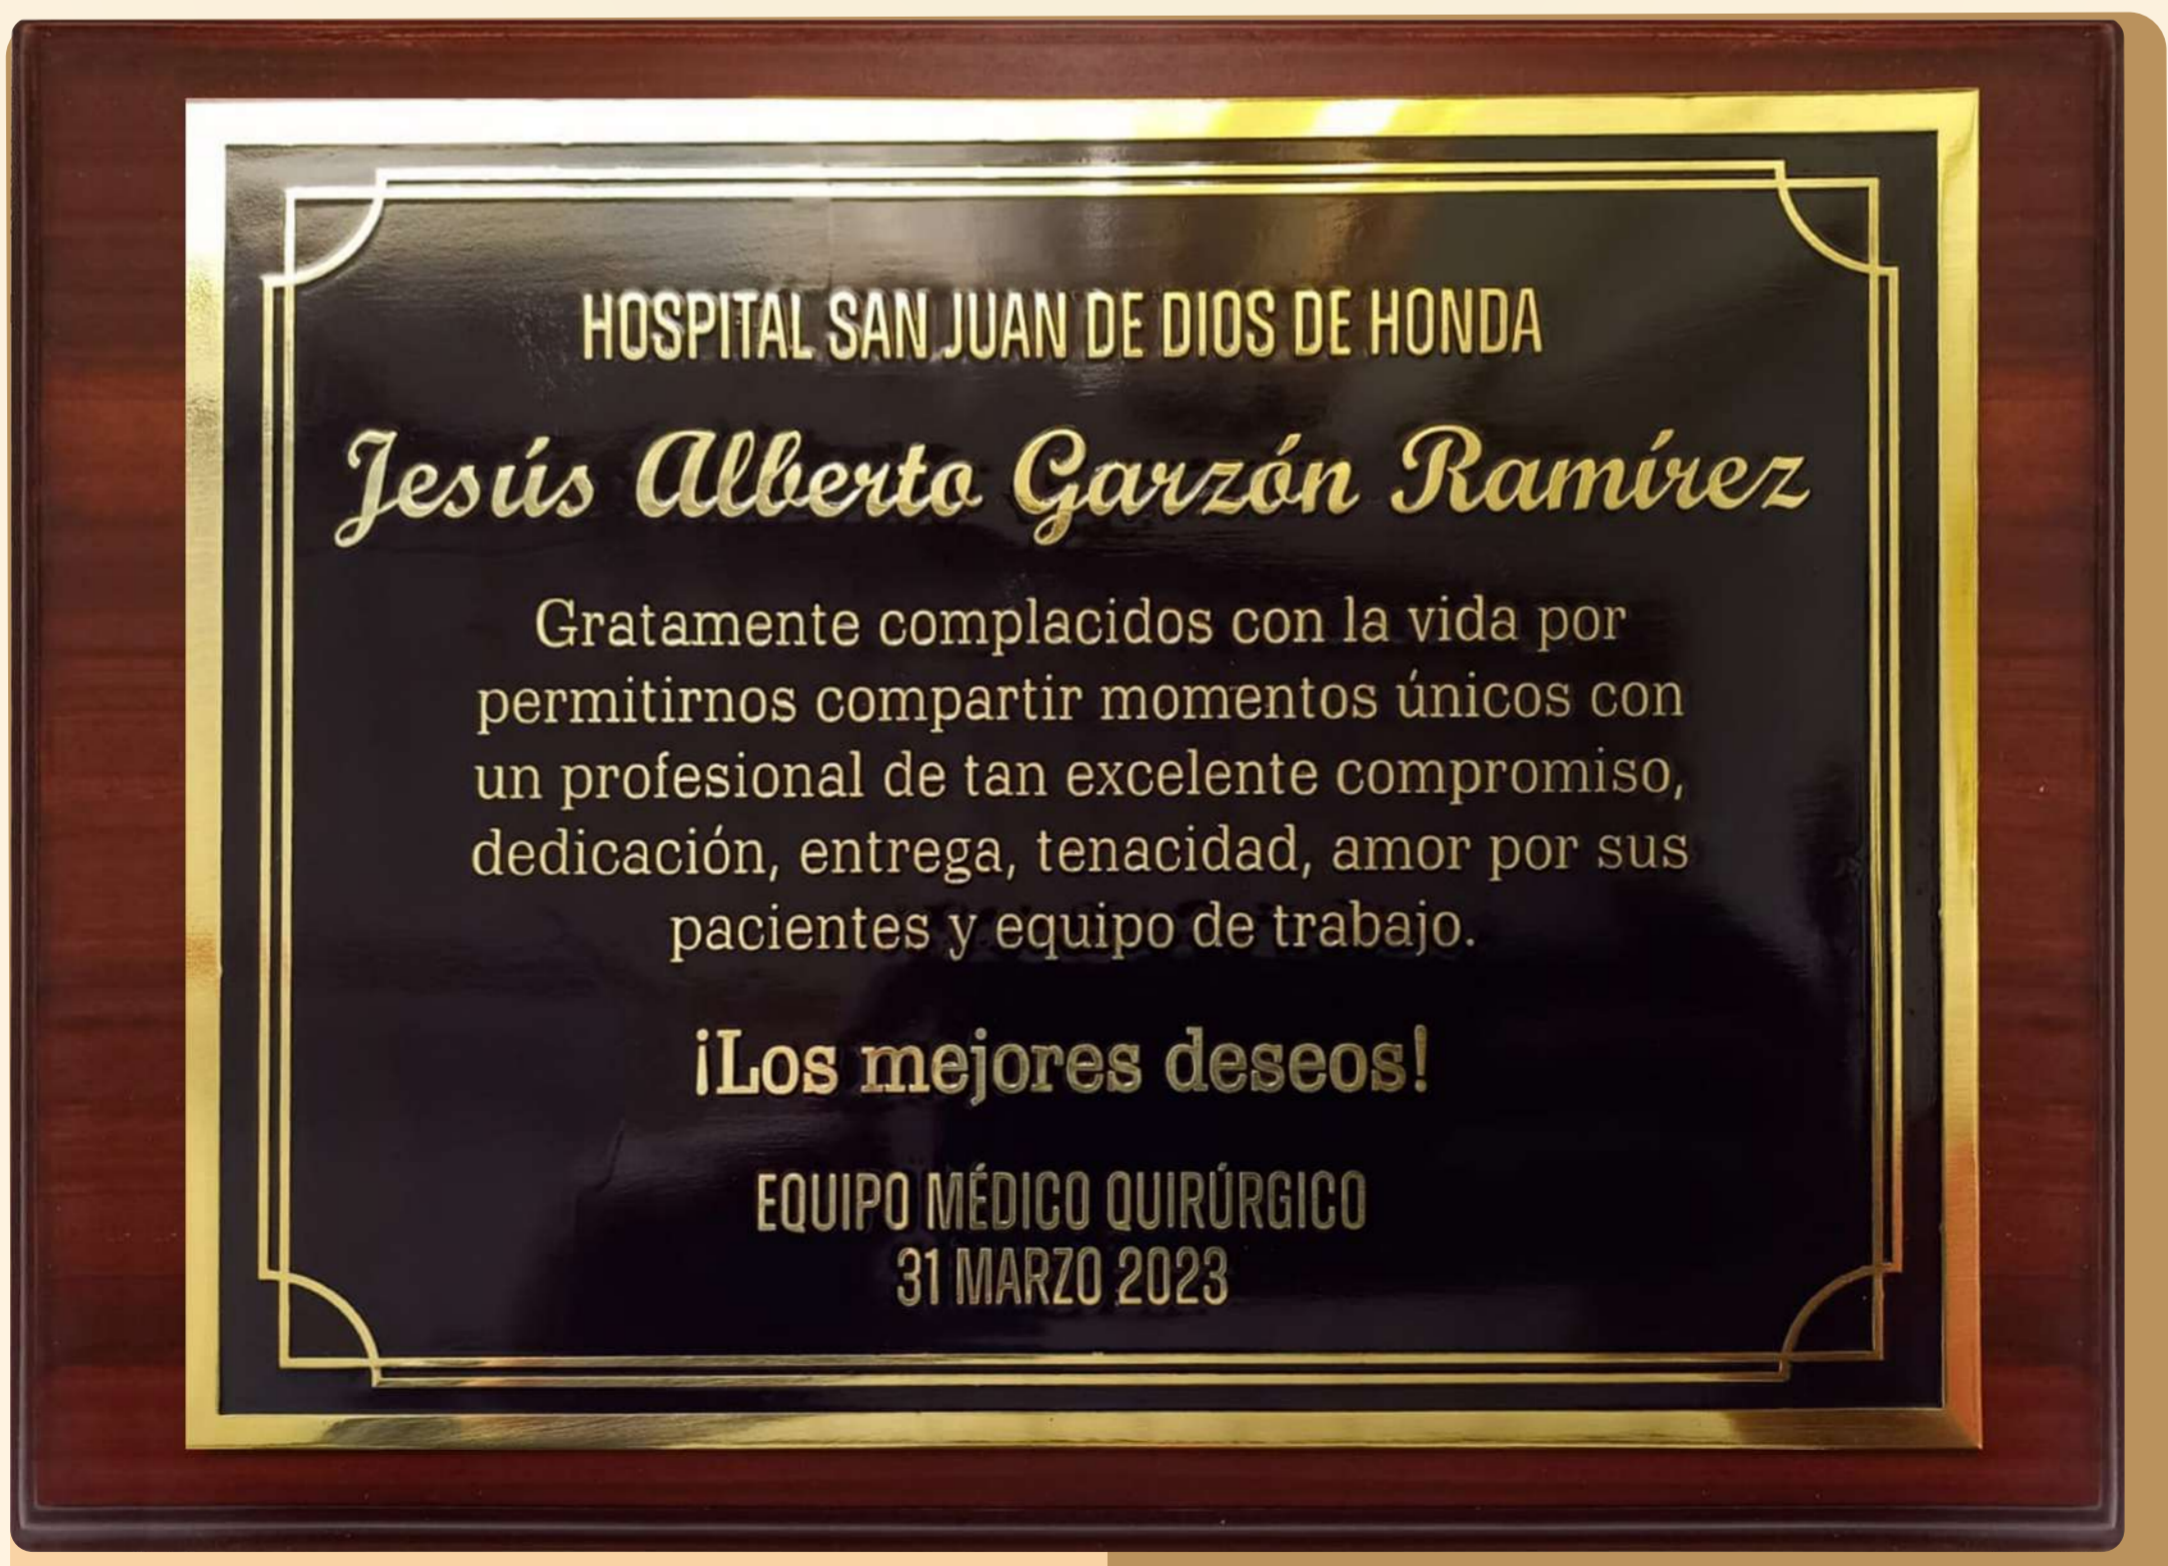 HOSPITAL SAN JUAN DE DIOS DE HONDA
Jesús Alberto Garzón Ramírez
Gratamente complacidos con la vida por
permitirnos compartir momentos únicos con
un profesional de tan excelente compromiso,
dedicación, entrega, tenacidad, amor por sus
pacientes y equipo de trabajo.
¡Los mejores deseos!
EQUIPO MÉDICO QUIRÚRGICO
31 MARZO 2023